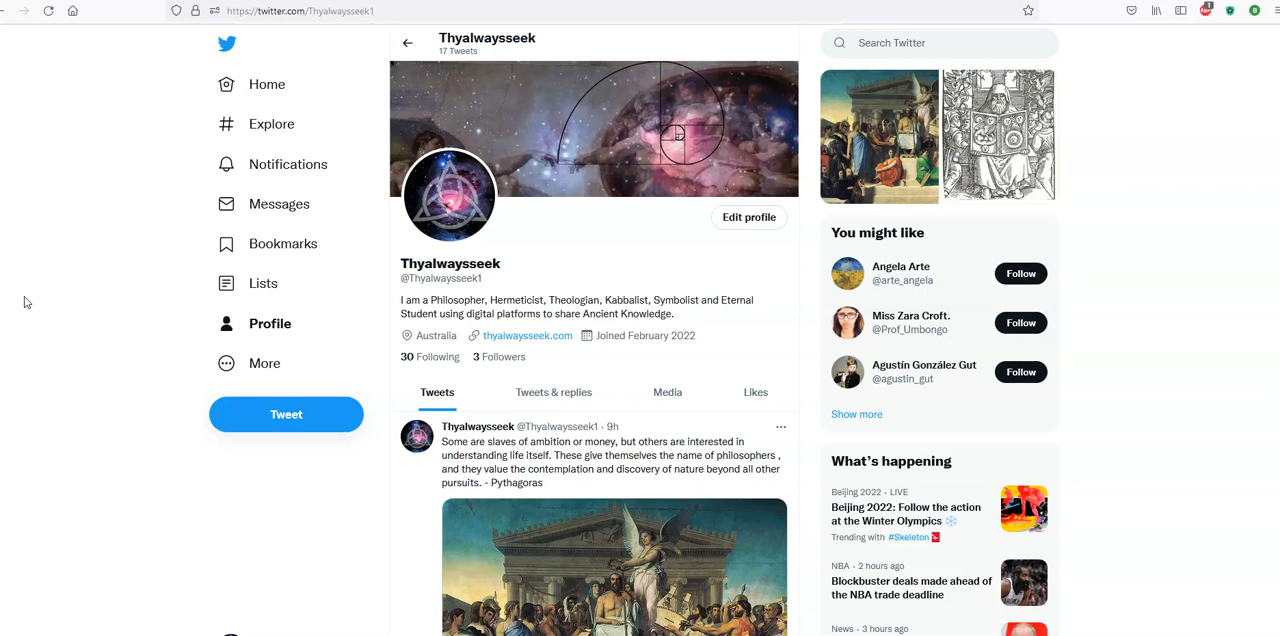 https://twitter.com/Thyalwaysseek1
1
B
Home
Explore
Notifications
Messages
Bookmarks
Lists
Profile
More
Tweet
Thyalwaysseek
17 Tweets
Edit profile
Thyalwaysseek
@Thyalwaysseek1
I am a Philosopher, Hermeticist, Theologian, Kabbalist, Symbolist and Eternal
Student using digital platforms to share Ancient Knowledge.
Australia thyalwaysseek.com Joined February 2022
30 Following 3 Followers
Tweets Tweets & replies Media Likes
Thyalwaysseek @Thyalwaysseek1 · 9h
Some are slaves of ambition or money, but others are interested in
understanding life itself. These give themselves the name of philosophers ,
and they value the contemplation and discovery of nature beyond all other
pursuits. - Pythagoras
Search Twitter
You might like
Angela Arte
@arte_angela
Follow
Miss Zara Croft.
@Prof_Umbongo
Follow
Agustín González Gut
@agustin_gut
Follow
Show more
What's happening
Beijing 2022 · LIVE
Beijing 2022: Follow the action
at the Winter Olympics
Trending with #Skeleton
NBA · 2 hours ago
Blockbuster deals made ahead of
the NBA trade deadline
News · 3 hours ago